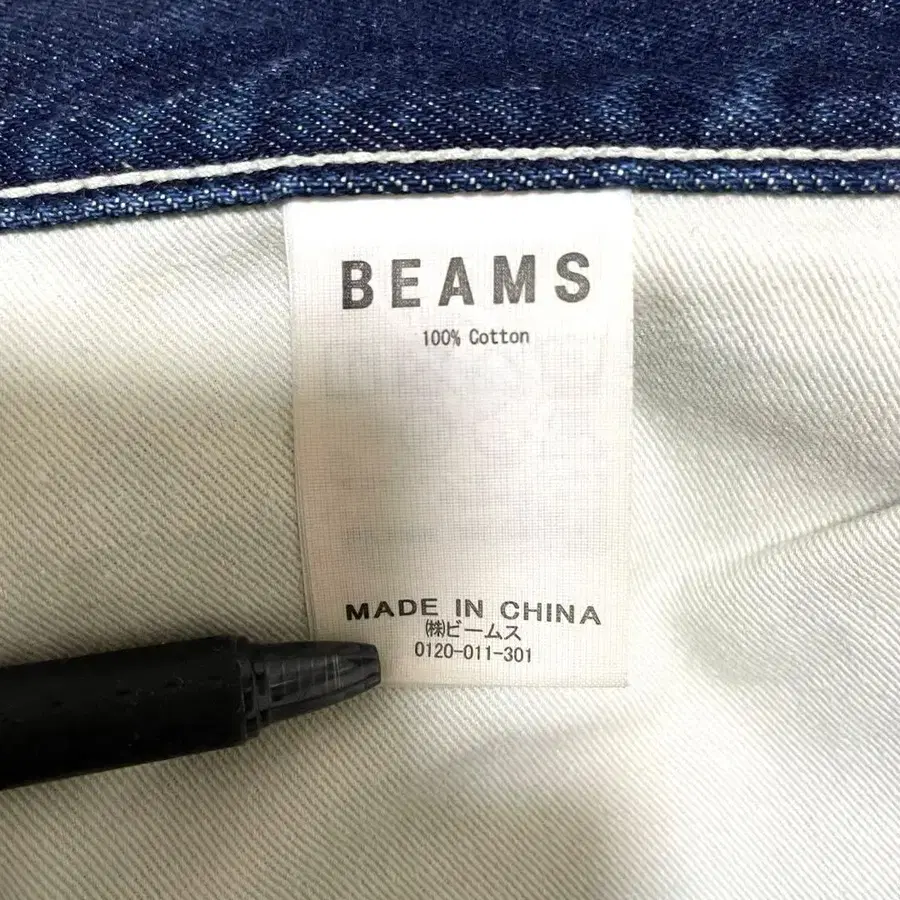 BEAMS
100% Cotton
MADE IN CHINA
㈱ビームス
0120-011-301